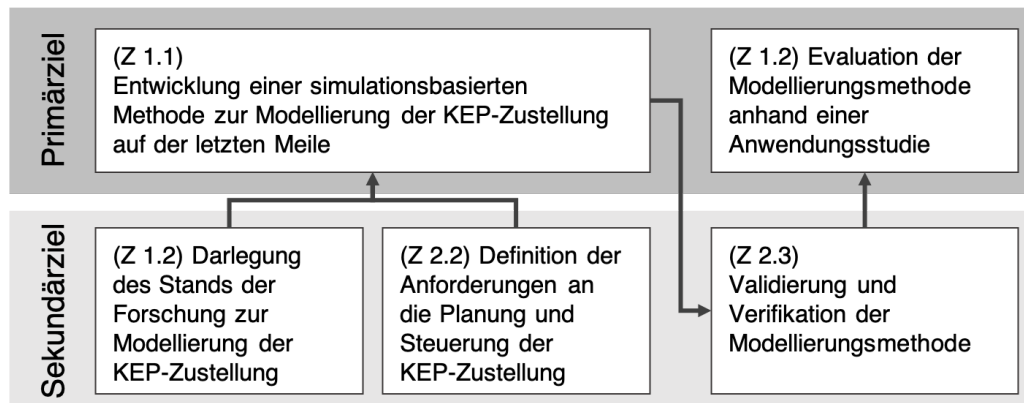 Primärziel
(Z 1.1)
Entwicklung einer simulationsbasierten
Methode zur Modellierung der KEP-Zustellung
auf der letzten Meile
(Z 1.2) Evaluation der
Modellierungsmethode
anhand einer
Anwendungsstudie
Sekundärziel
(Z 1.2) Darlegung
des Stands der
Forschung zur
Modellierung der
KEP-Zustellung
(Z 2.2) Definition der
Anforderungen an
die Planung und
Steuerung der
KEP-Zustellung
(Z 2.3)
Validierung und
Verifikation der
Modellierungsmethode